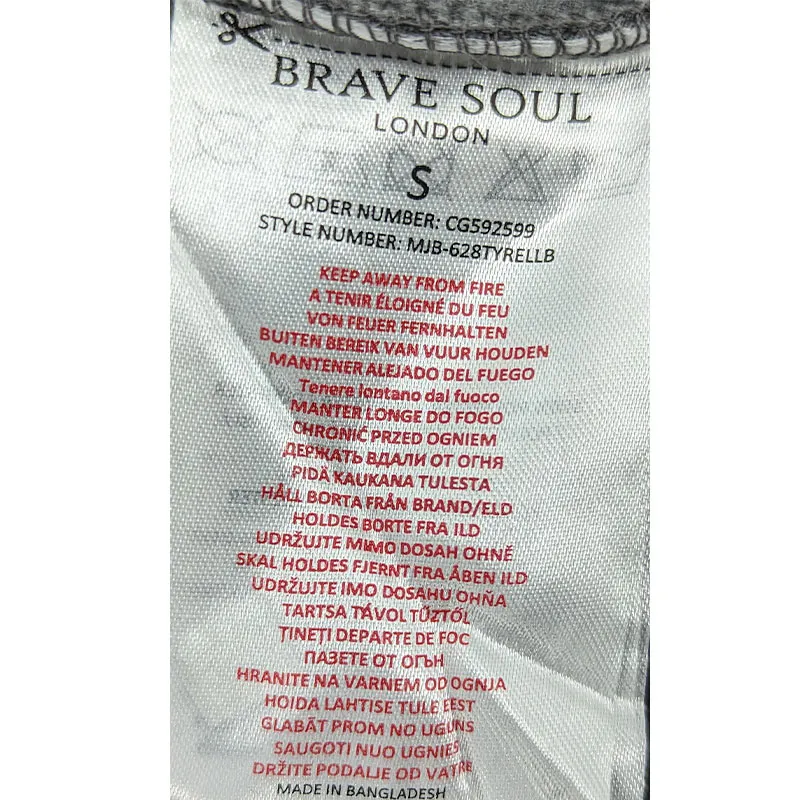 BRAVE SOUL
LONDON
S
ORDER NUMBER: CG592599
STYLE NUMBER: MJB-628TYRELLB
KEEP AWAY FROM FIRE
A TENIR ÉLOIGNÉ DU FEU
VON FEUER FERNHALTEN
BUITEN BEREIX VAN VUUR HOUDEN
MANTENER ALEJADO DEL FUEGO
Tenere lontano dal fuoco
MANTER LONGE DO FOGO
CHRONIĆ PRZED OGNIEM
ДЕРЖАТЬ ВДАЛИ ОТ ОГНЯ
PIDÄ KAUKANA TULESTA
HÅLL BORTA FRÅN BRAND/ELD
HOLDES BORTE FRA ILD
UDRŽUJTE MIMO DOSAH OHNĚ
SKAL HOLDES FJERNT FRA ÅBEN ILD
UDRŽUJTE IMO DOSAHU OHŇA
TARTSA TÁVOL TŰZTŐL
ȚINEȚI DEPARTE DE FOC
ПАЗЕТЕ ОТ ОГЪН
HRANITE NA VARNEM OD OGNJA
HOIDA LAHTISE TULE EEST
GLABĀT PROM NO UGUNS
SAUGOTI NUO UGNIES
DRŽITE PODALJE OD VATRE
MADE IN BANGLADESH